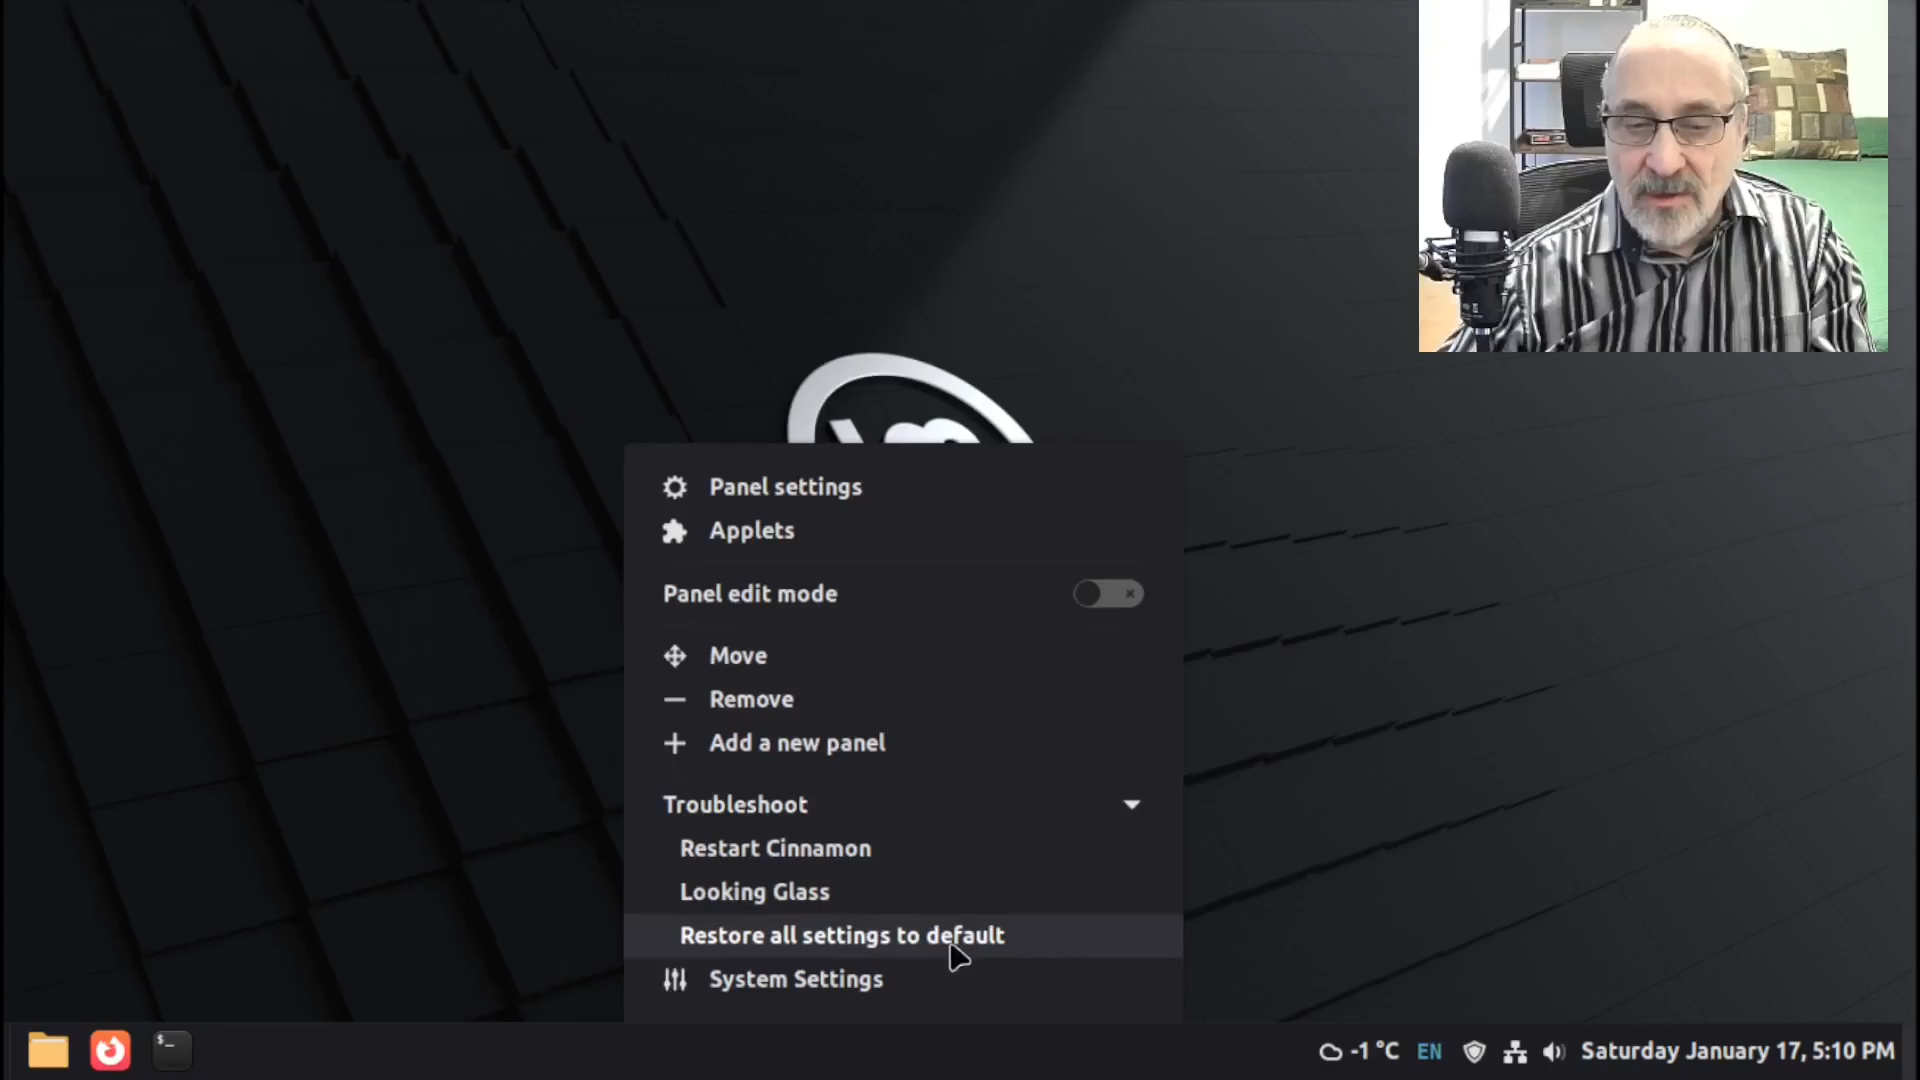 Panel settings
Applets
Panel edit mode
Move
Remove
Add a new panel
Troubleshoot
Restart Cinnamon
Looking Glass
Restore all settings to default
System Settings
$_
-1 °C EN Saturday January 17, 5:10 PM